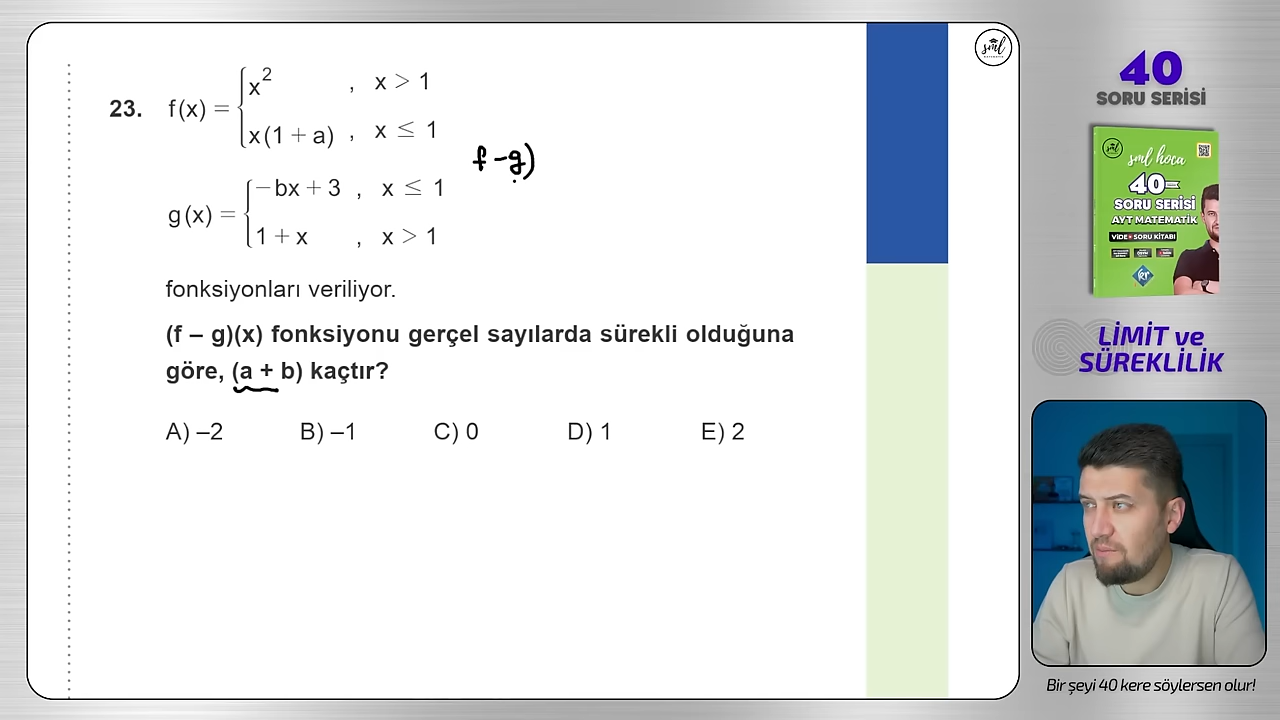 23. f(x) = { x² , x > 1
x(1 + a) , x ≤ 1
f - g)
g(x) = { -bx + 3 , x ≤ 1
1 + x , x > 1
fonksiyonları veriliyor.
(f – g)(x) fonksiyonu gerçel sayılarda sürekli olduğuna
göre, (a + b) kaçtır?
A) –2 B) –1 C) 0 D) 1 E) 2
sml
40
SORU SERİSİ
sml hoca
40
SORU SERİSİ
AYT MATEMATİK
VİDEO SORU KİTABI
LİMİT ve
SÜREKLİLİK
Bir şeyi 40 kere söylersen olur!